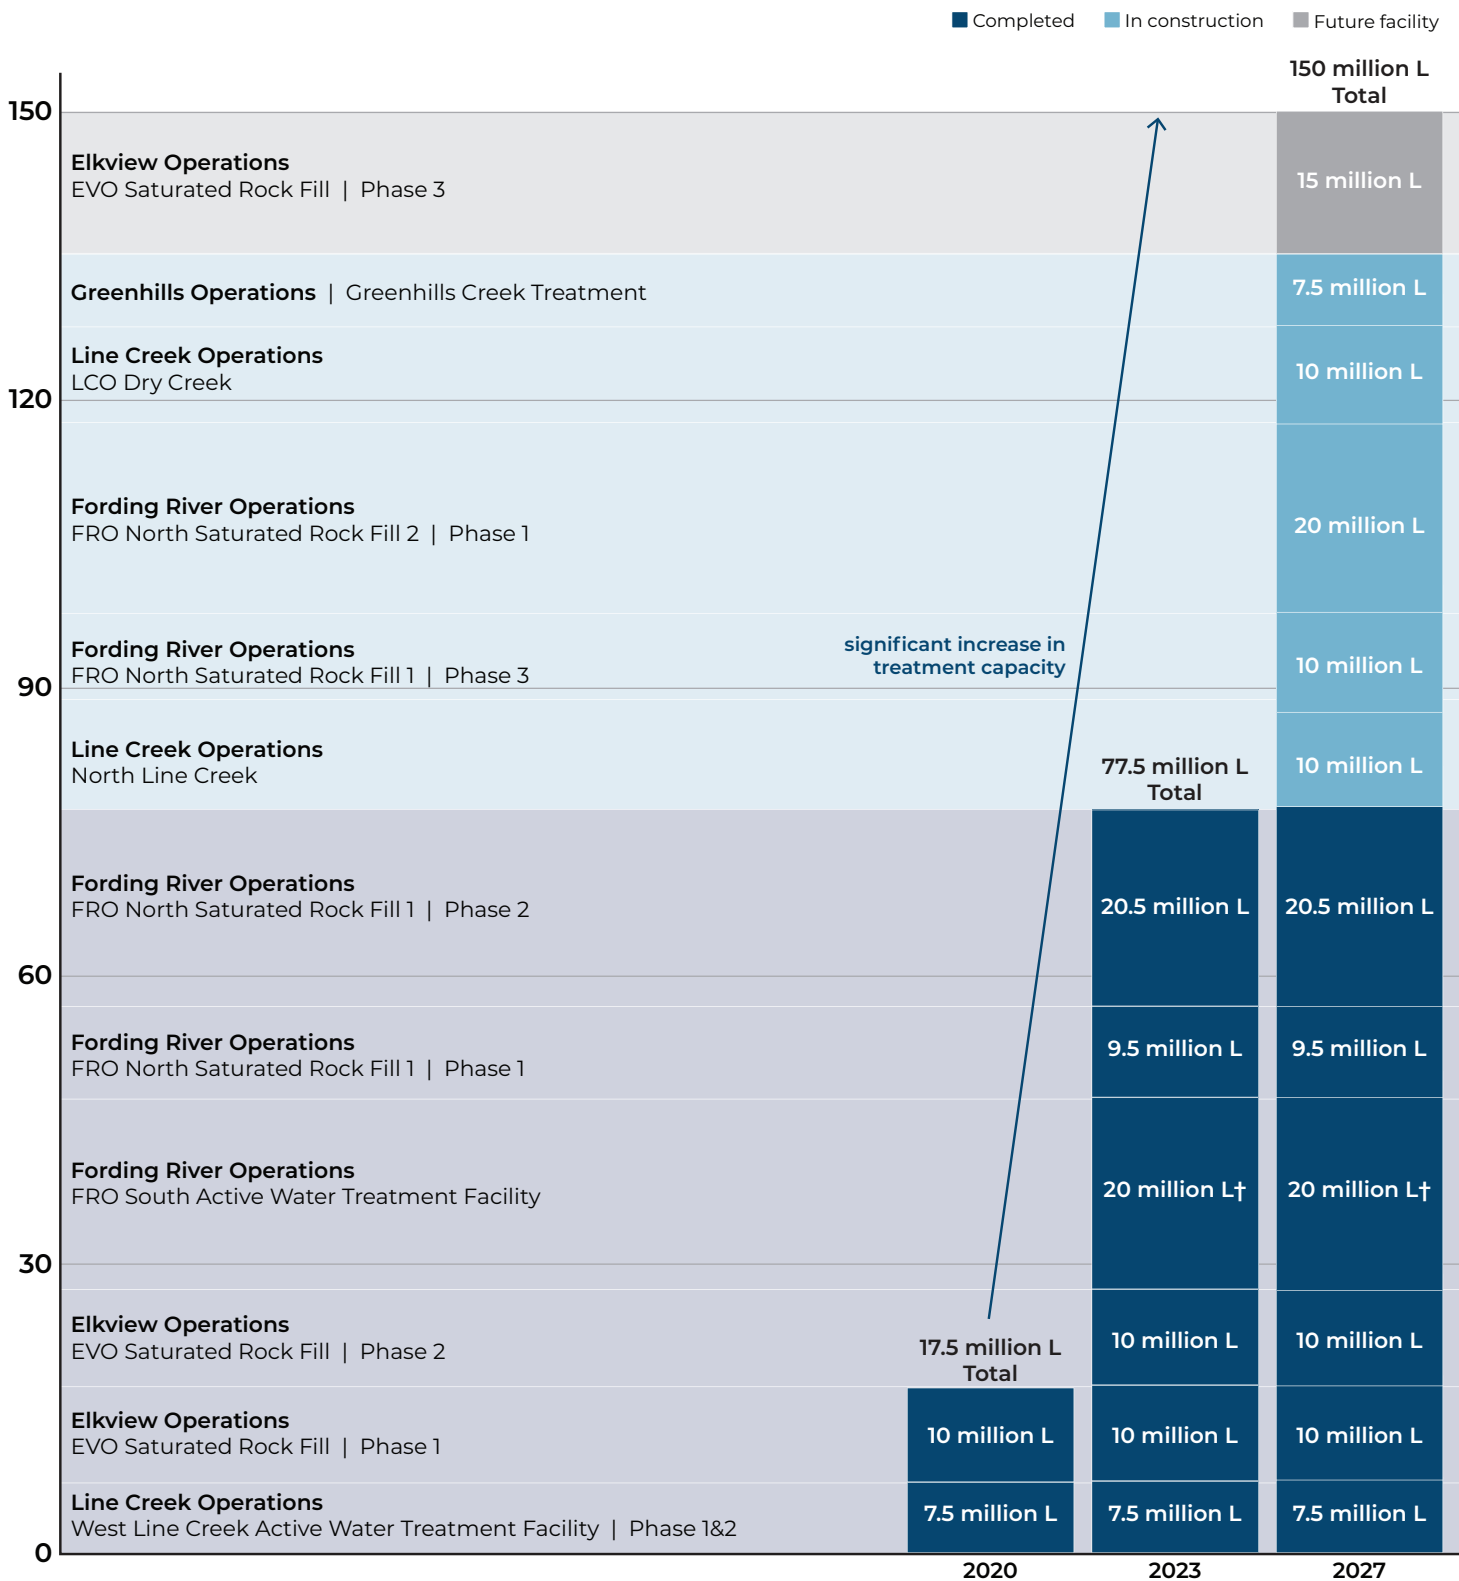 Completed In construction Future facility
150 million L
Total
150
Elkview Operations
EVO Saturated Rock Fill | Phase 3
15 million L
Greenhills Operations | Greenhills Creek Treatment
7.5 million L
Line Creek Operations
LCO Dry Creek
10 million L
120
Fording River Operations
FRO North Saturated Rock Fill 2 | Phase 1
20 million L
Fording River Operations
FRO North Saturated Rock Fill 1 | Phase 3
significant increase in
treatment capacity
10 million L
90
Line Creek Operations
North Line Creek
77.5 million L
Total
10 million L
Fording River Operations
FRO North Saturated Rock Fill 1 | Phase 2
20.5 million L 20.5 million L
60
Fording River Operations
FRO North Saturated Rock Fill 1 | Phase 1
9.5 million L 9.5 million L
Fording River Operations
FRO South Active Water Treatment Facility
20 million L† 20 million L†
30
Elkview Operations
EVO Saturated Rock Fill | Phase 2
17.5 million L
Total
10 million L 10 million L
Elkview Operations
EVO Saturated Rock Fill | Phase 1
10 million L 10 million L 10 million L
Line Creek Operations
West Line Creek Active Water Treatment Facility | Phase 1&2
7.5 million L 7.5 million L 7.5 million L
0
2020 2023 2027